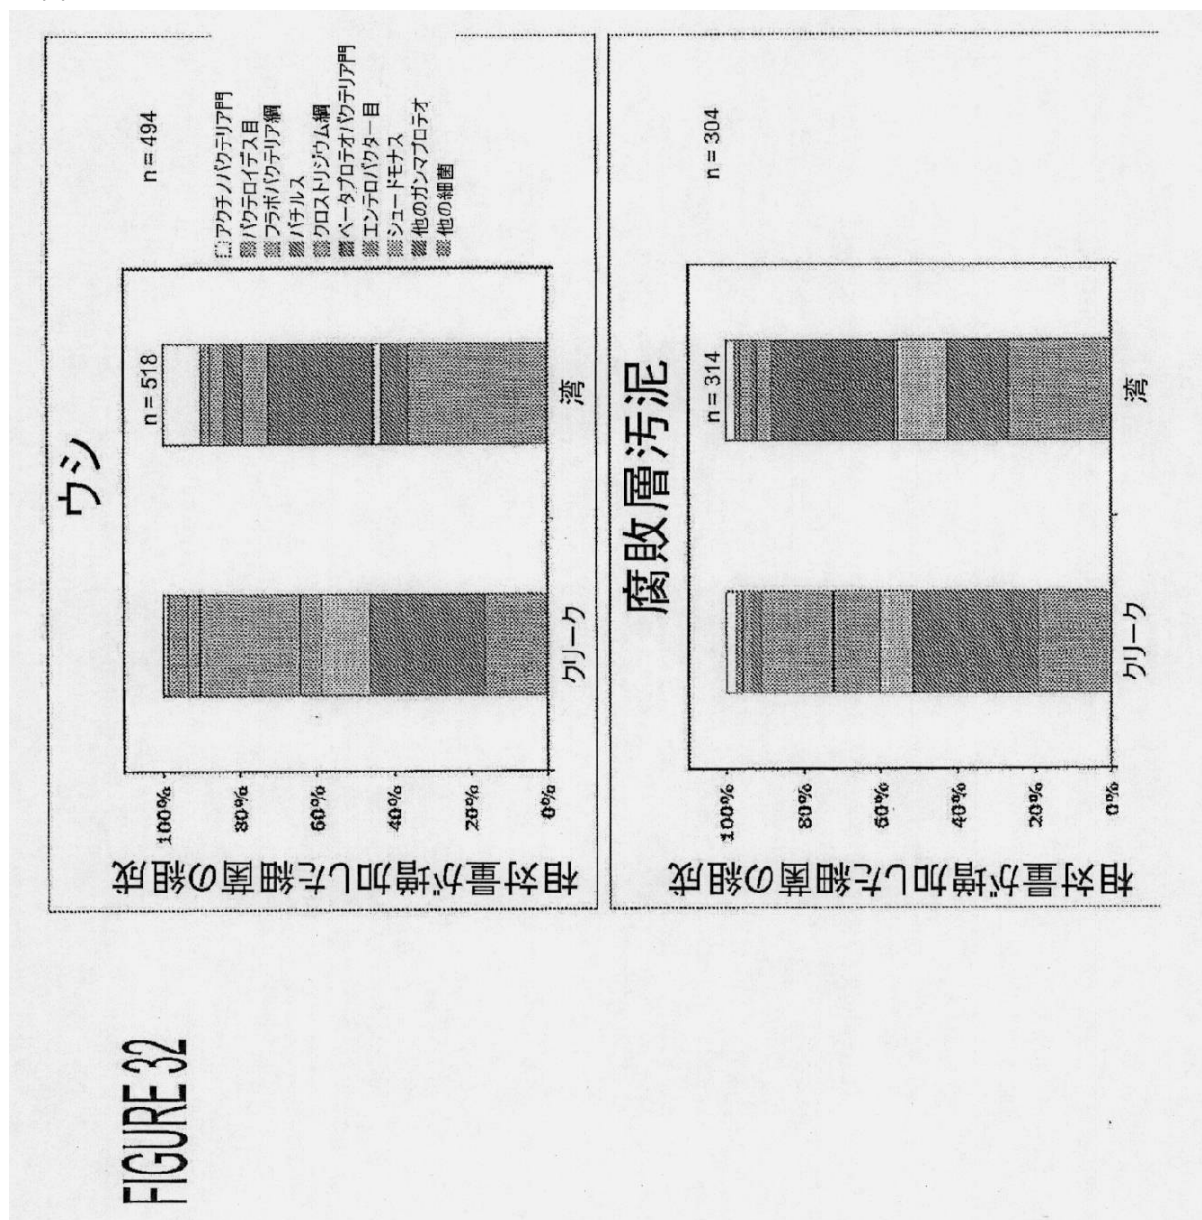 FIGURE 32
ウシ
相対量が増加した細菌の組成
100%
80%
60%
40%
20%
0%
n = 518
n = 494
クリーク
湾
アクチノバクテリア門
バクテロイデス目
フラボバクテリア綱
バチルス
クロストリジウム綱
ベータプロテオバクテリア門
エンテロバクター目
シュードモナス
他のガンマプロテオ
他の細菌
腐敗層汚泥
相対量が増加した細菌の組成
100%
80%
60%
40%
20%
0%
n = 314
n = 304
クリーク
湾